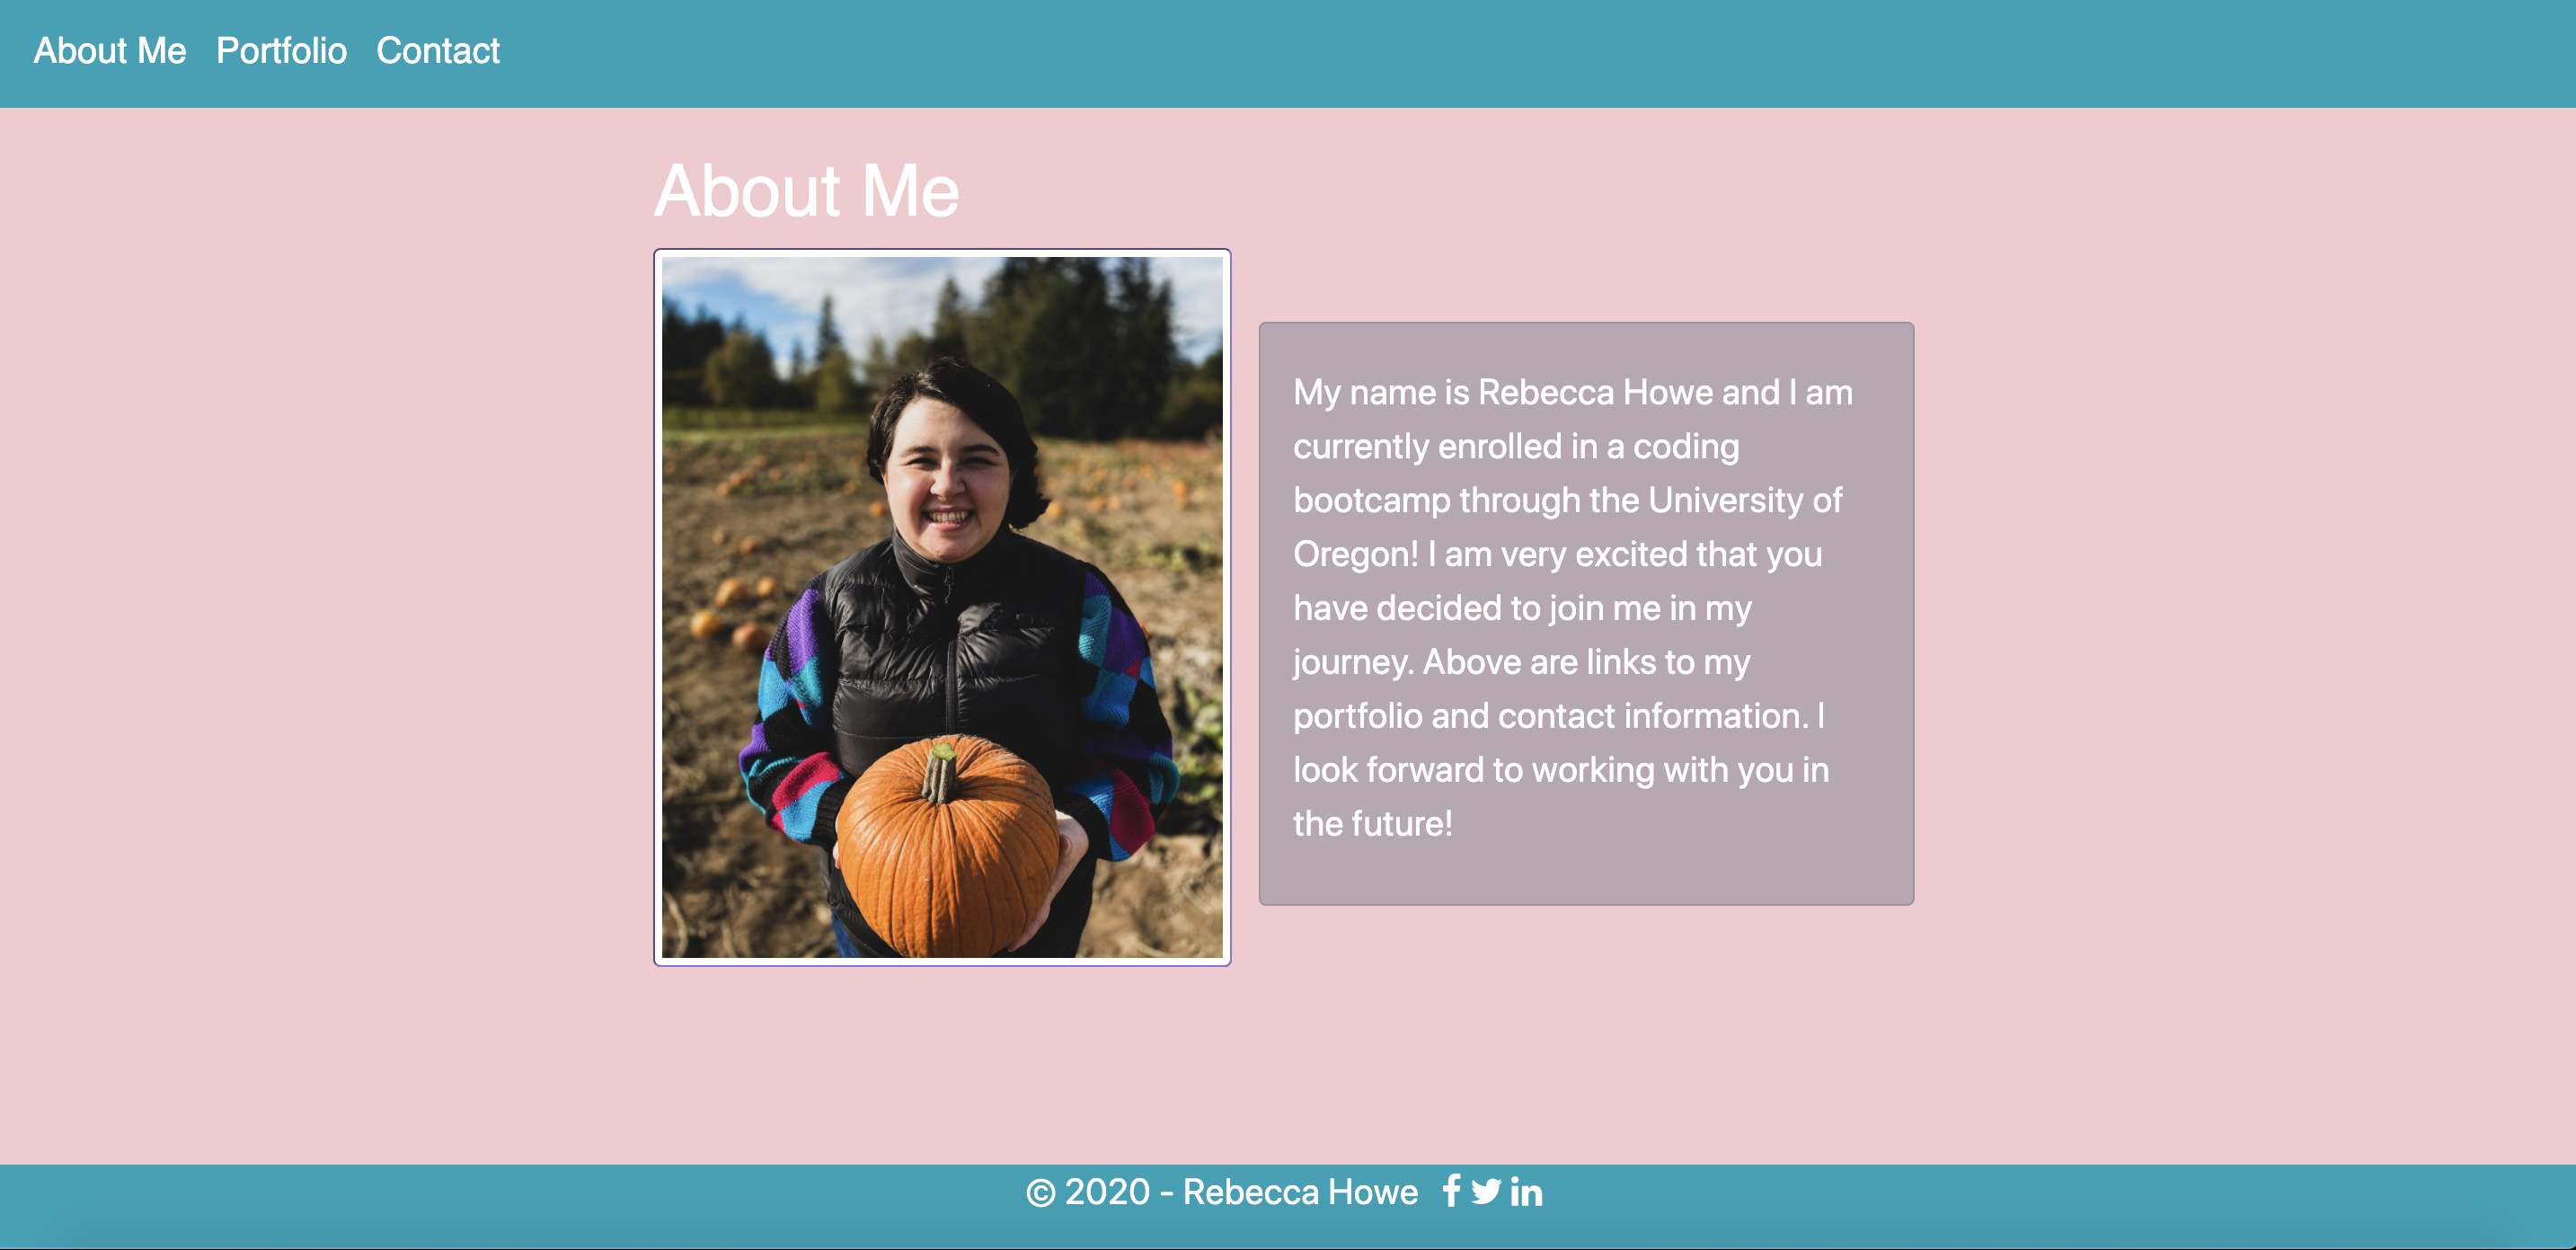 About Me Portfolio Contact
About Me
My name is Rebecca Howe and I am
currently enrolled in a coding
bootcamp through the University of
Oregon! I am very excited that you
have decided to join me in my
journey. Above are links to my
portfolio and contact information. I
look forward to working with you in
the future!
© 2020 - Rebecca Howe